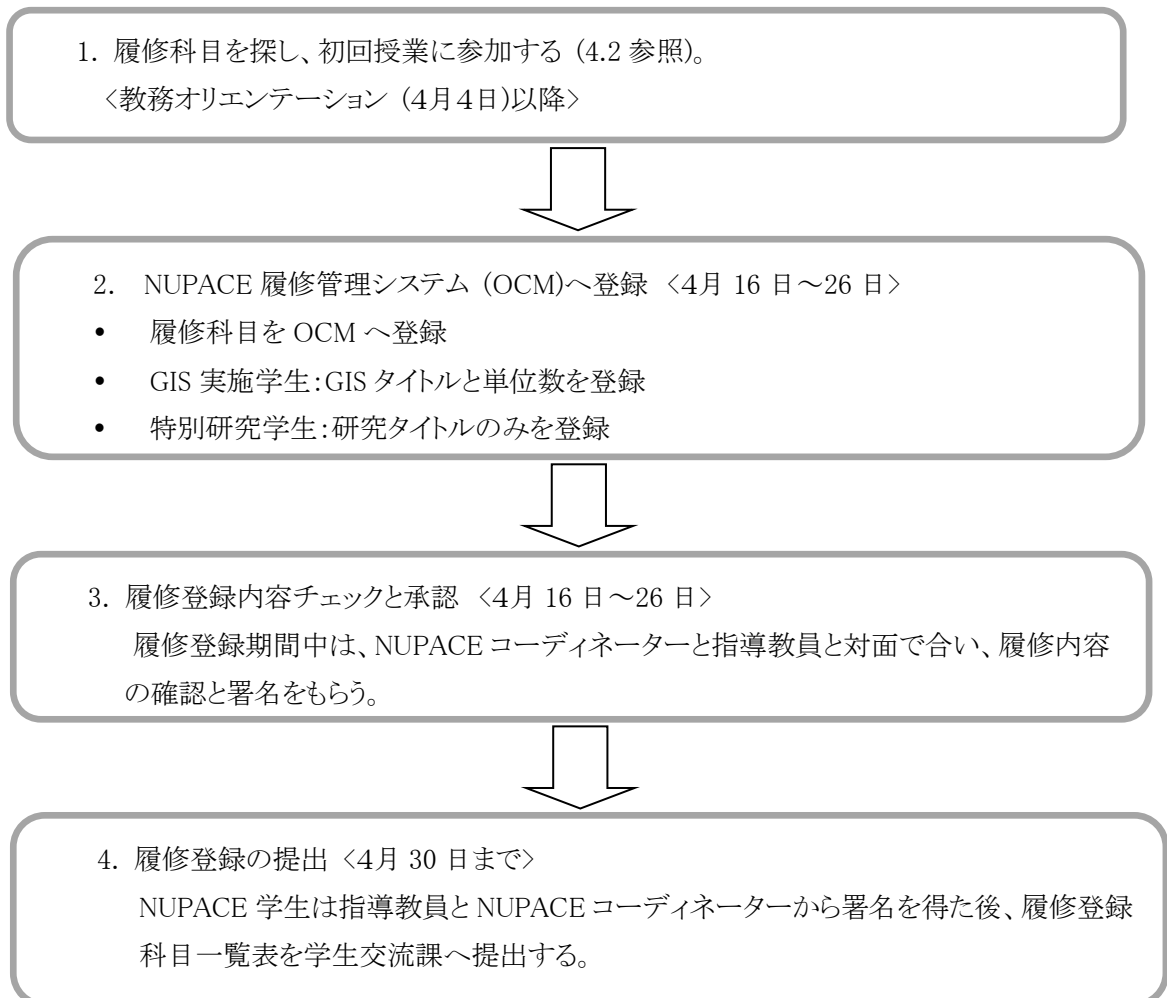 1. 履修科目を探し、初回授業に参加する (4.2 参照)。
<教務オリエンテーション (4月4日)以降>
2. NUPACE 履修管理システム (OCM)へ登録 <4月 16 日～26 日>
• 履修科目を OCM へ登録
• GIS 実施学生:GIS タイトルと単位数を登録
• 特別研究学生:研究タイトルのみを登録
3. 履修登録内容チェックと承認 <4月 16 日～26 日>
履修登録期間中は、NUPACE コーディネーターと指導教員と対面で合い、履修内容
の確認と署名をもらう。
4. 履修登録の提出 <4月 30 日まで>
NUPACE 学生は指導教員と NUPACE コーディネーターから署名を得た後、履修登録
科目一覧表を学生交流課へ提出する。